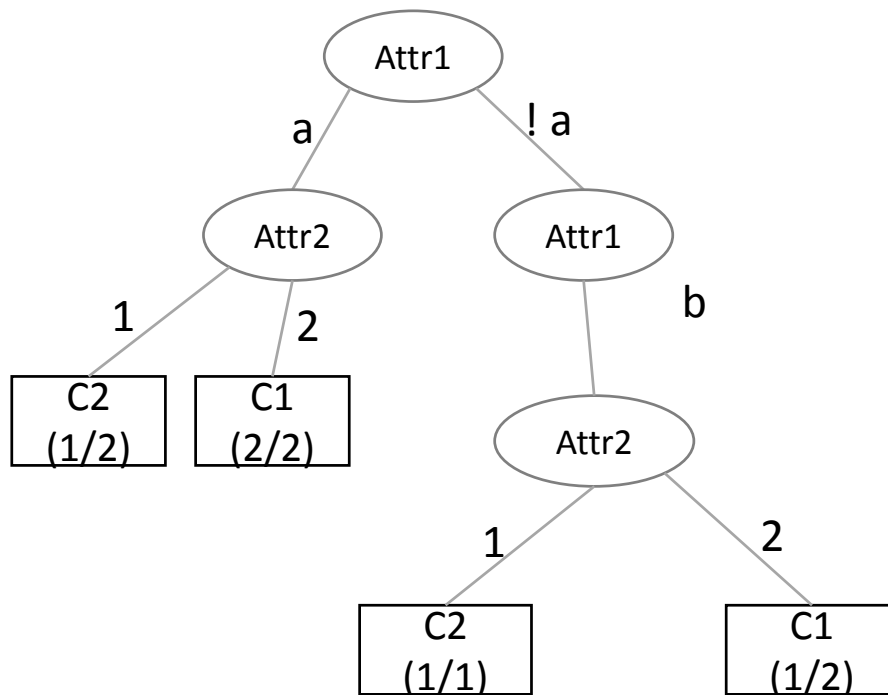 Attr1
a
! a
Attr2
Attr1
b
1
2
C2
(1/2)
C1
(2/2)
Attr2
1
2
C2
(1/1)
C1
(1/2)